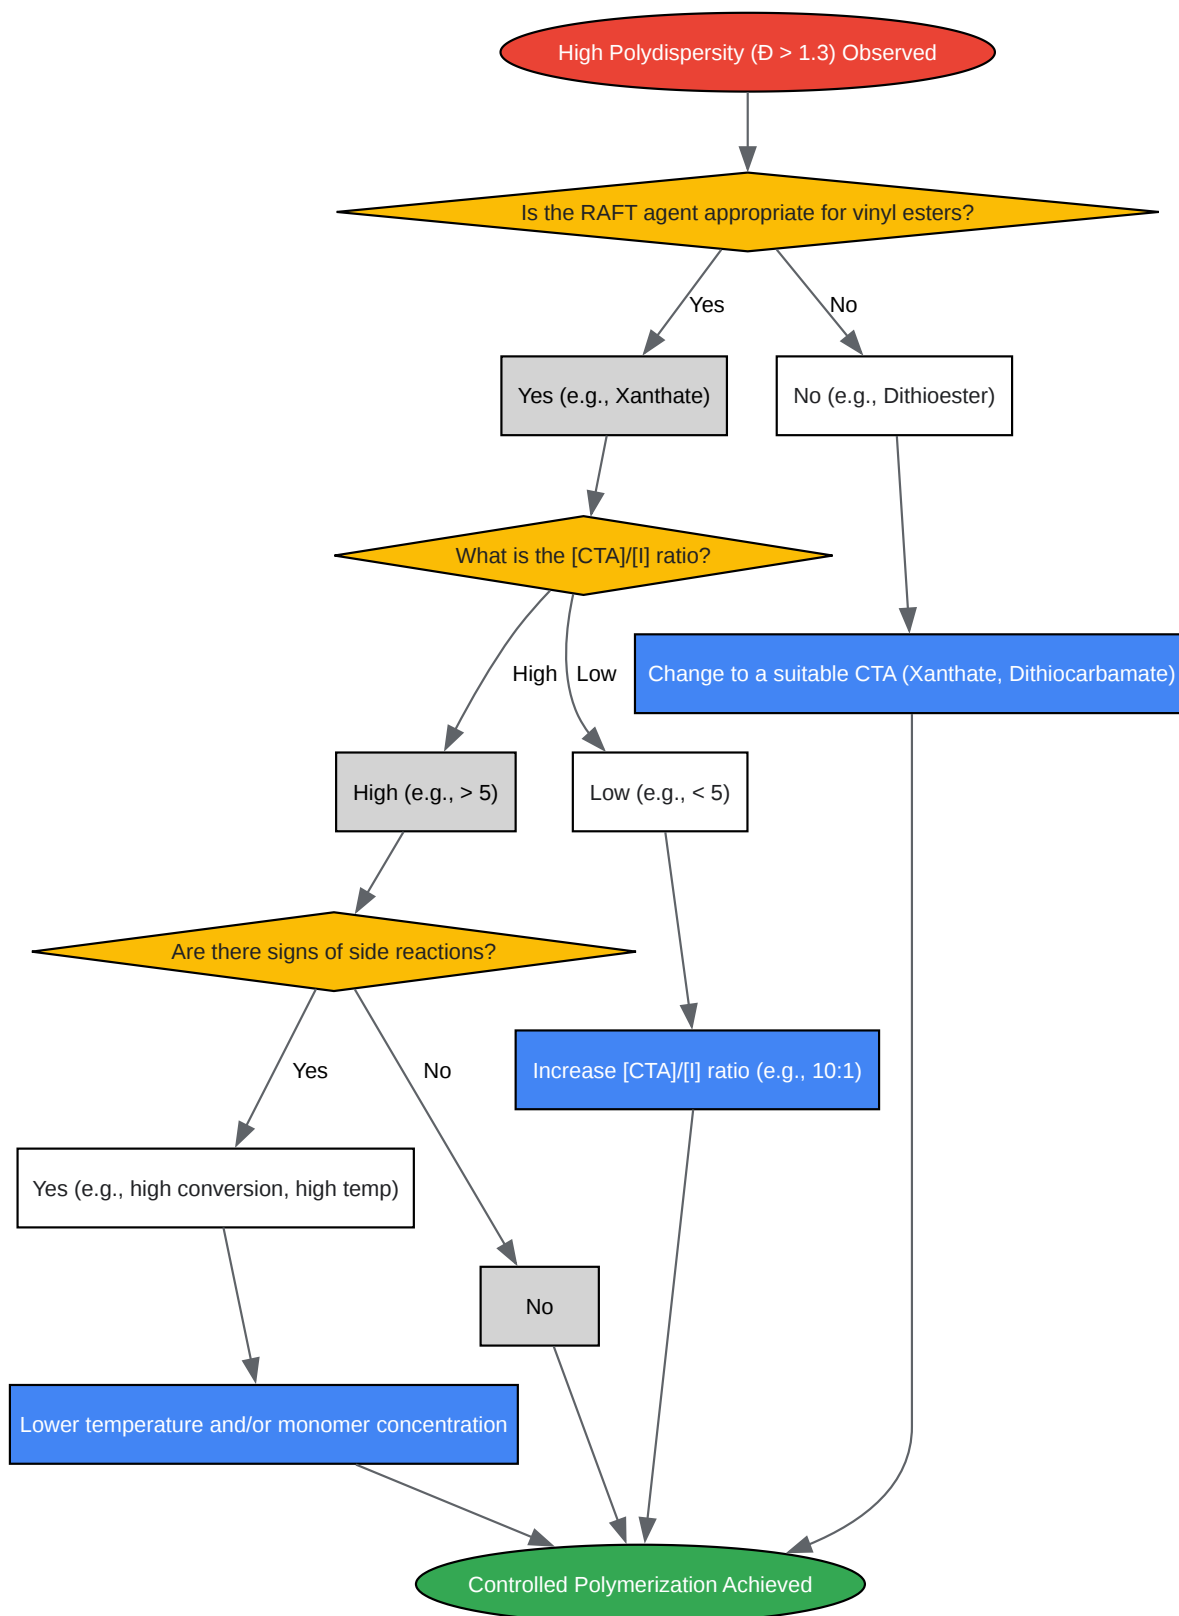 High Polydispersity (Đ > 1.3) Observed
Is the RAFT agent appropriate for vinyl esters?
Yes
No
Yes (e.g., Xanthate)
No (e.g., Dithioester)
What is the [CTA]/[I] ratio?
High
Low
Change to a suitable CTA (Xanthate, Dithiocarbamate)
High (e.g., > 5)
Low (e.g., < 5)
Are there signs of side reactions?
Yes
No
Increase [CTA]/[I] ratio (e.g., 10:1)
Yes (e.g., high conversion, high temp)
No
Lower temperature and/or monomer concentration
Controlled Polymerization Achieved